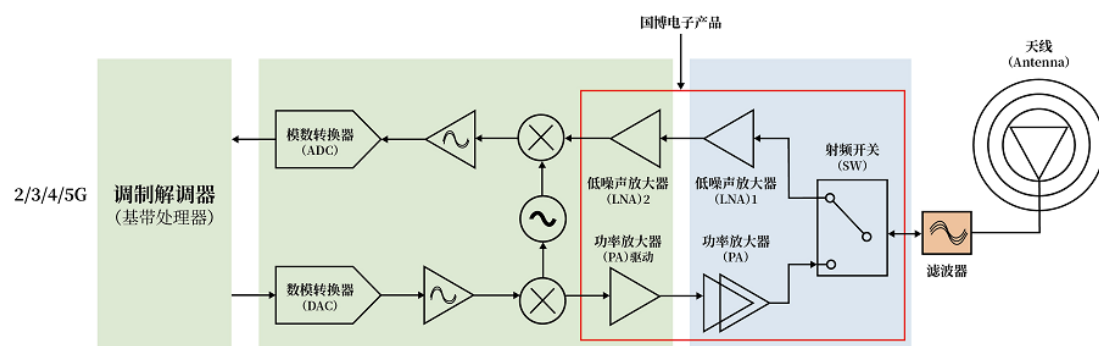 国博电子产品
天线
(Antenna)
模数转换器
(ADC)
射频开关
(SW)
2/3/4/5G
调制解调器
(基带处理器)
低噪声放大器
(LNA)2
低噪声放大器
(LNA)1
功率放大器
(PA)驱动
功率放大器
(PA)
滤波器
数模转换器
(DAC)